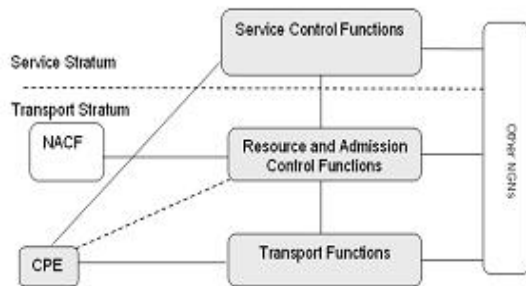 Service Control Functions
Service Stratum
Transport Stratum
NACF
Resource and Admission
Control Functions
Other NGNs
CPE
Transport Functions